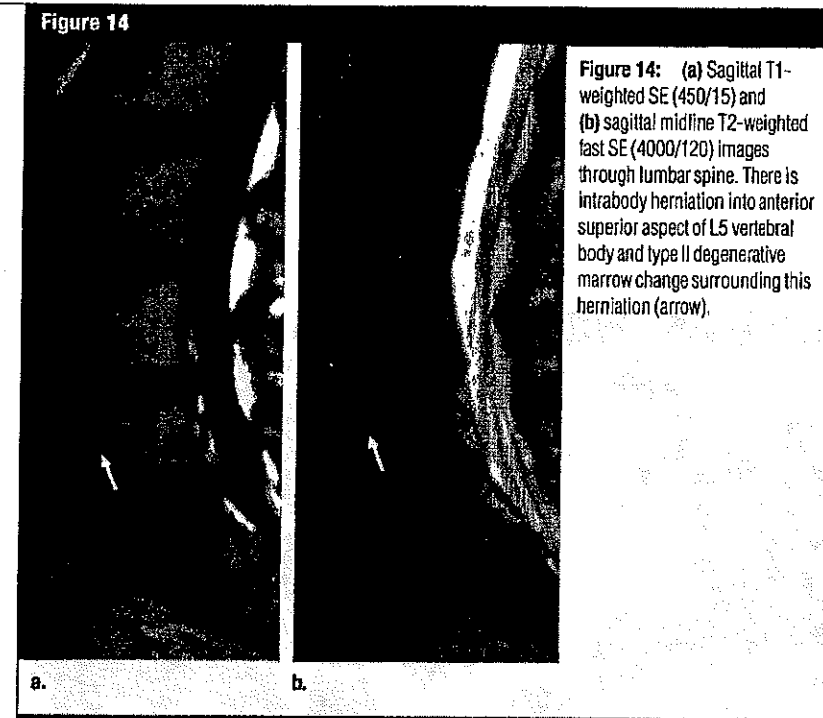 Figure 14
Figure 14: (a) Sagittal T1-
weighted SE (450/15) and
(b) sagittal midline T2-weighted
fast SE (4000/120) images
through lumbar spine. There is
intrabody herniation into anterior
superior aspect of L5 vertebral
body and type II degenerative
marrow change surrounding this
herniation (arrow).
a.
b.